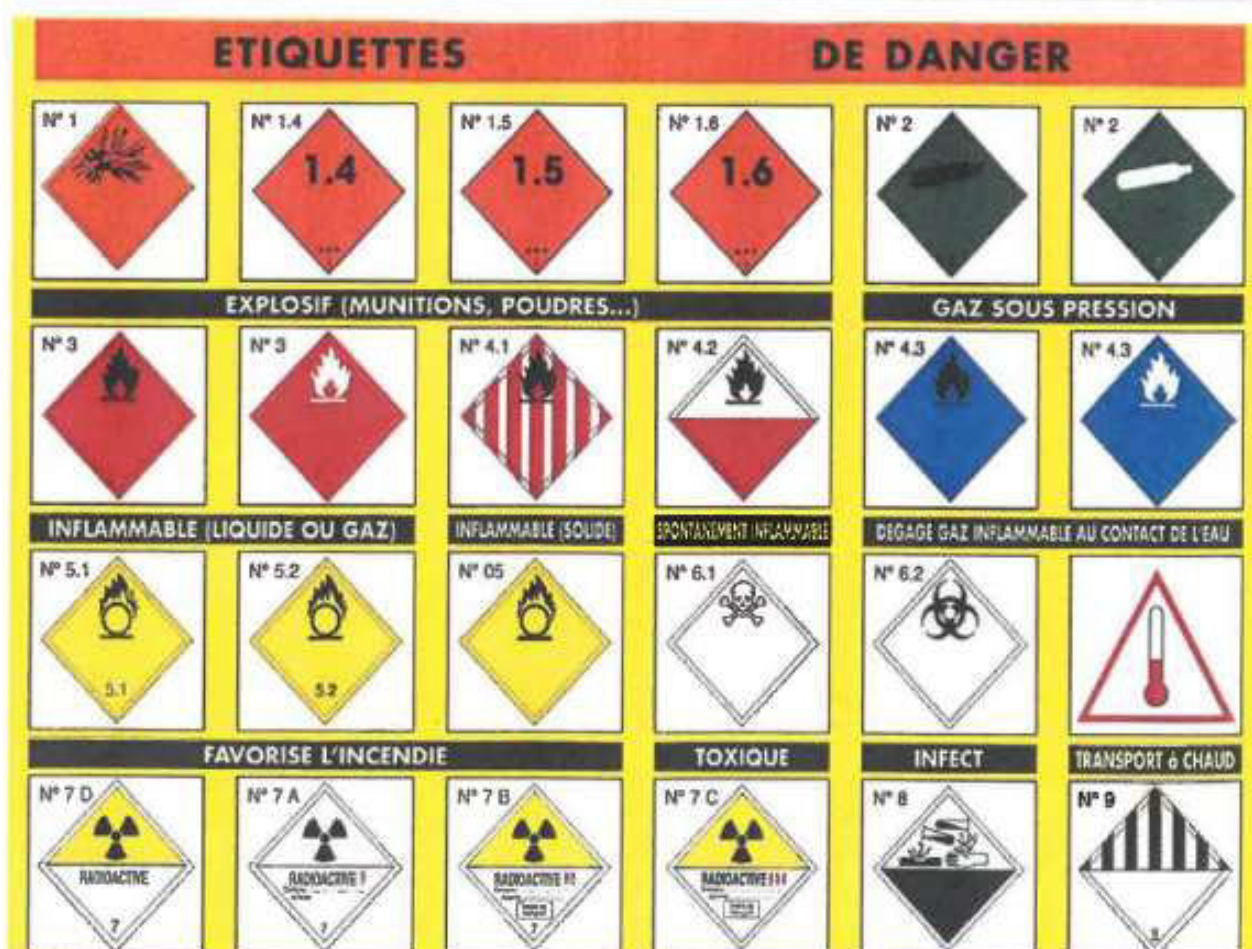 ETIQUETTES DE DANGER
N° 1 N° 1.4 N° 1.5 N° 1.6 N° 2 N° 2
1.4 1.5 1.6
... ... ...
EXPLOSIF (MUNITIONS, POUDRES...) GAZ SOUS PRESSION
N° 3 N° 3 N° 4.1 N° 4.2 N° 4.3 N° 4.3
INFLAMMABLE (LIQUIDE OU GAZ) INFLAMMABLE (SOLIDE) SPONTANEMENT INFLAMMABLE DEGAGE GAZ INFLAMMABLE AU CONTACT DE L'EAU
N° 5.1 N° 5.2 N° 05 N° 6.1 N° 6.2
5.1 5.2
FAVORISE L'INCENDIE TOXIQUE INFECT TRANSPORT à CHAUD
N° 7 D N° 7 A N° 7 B N° 7 C N° 8 N° 9
RADIOACTIVE RADIOACTIVE RADIOACTIVE RADIOACTIVE
7 7 7